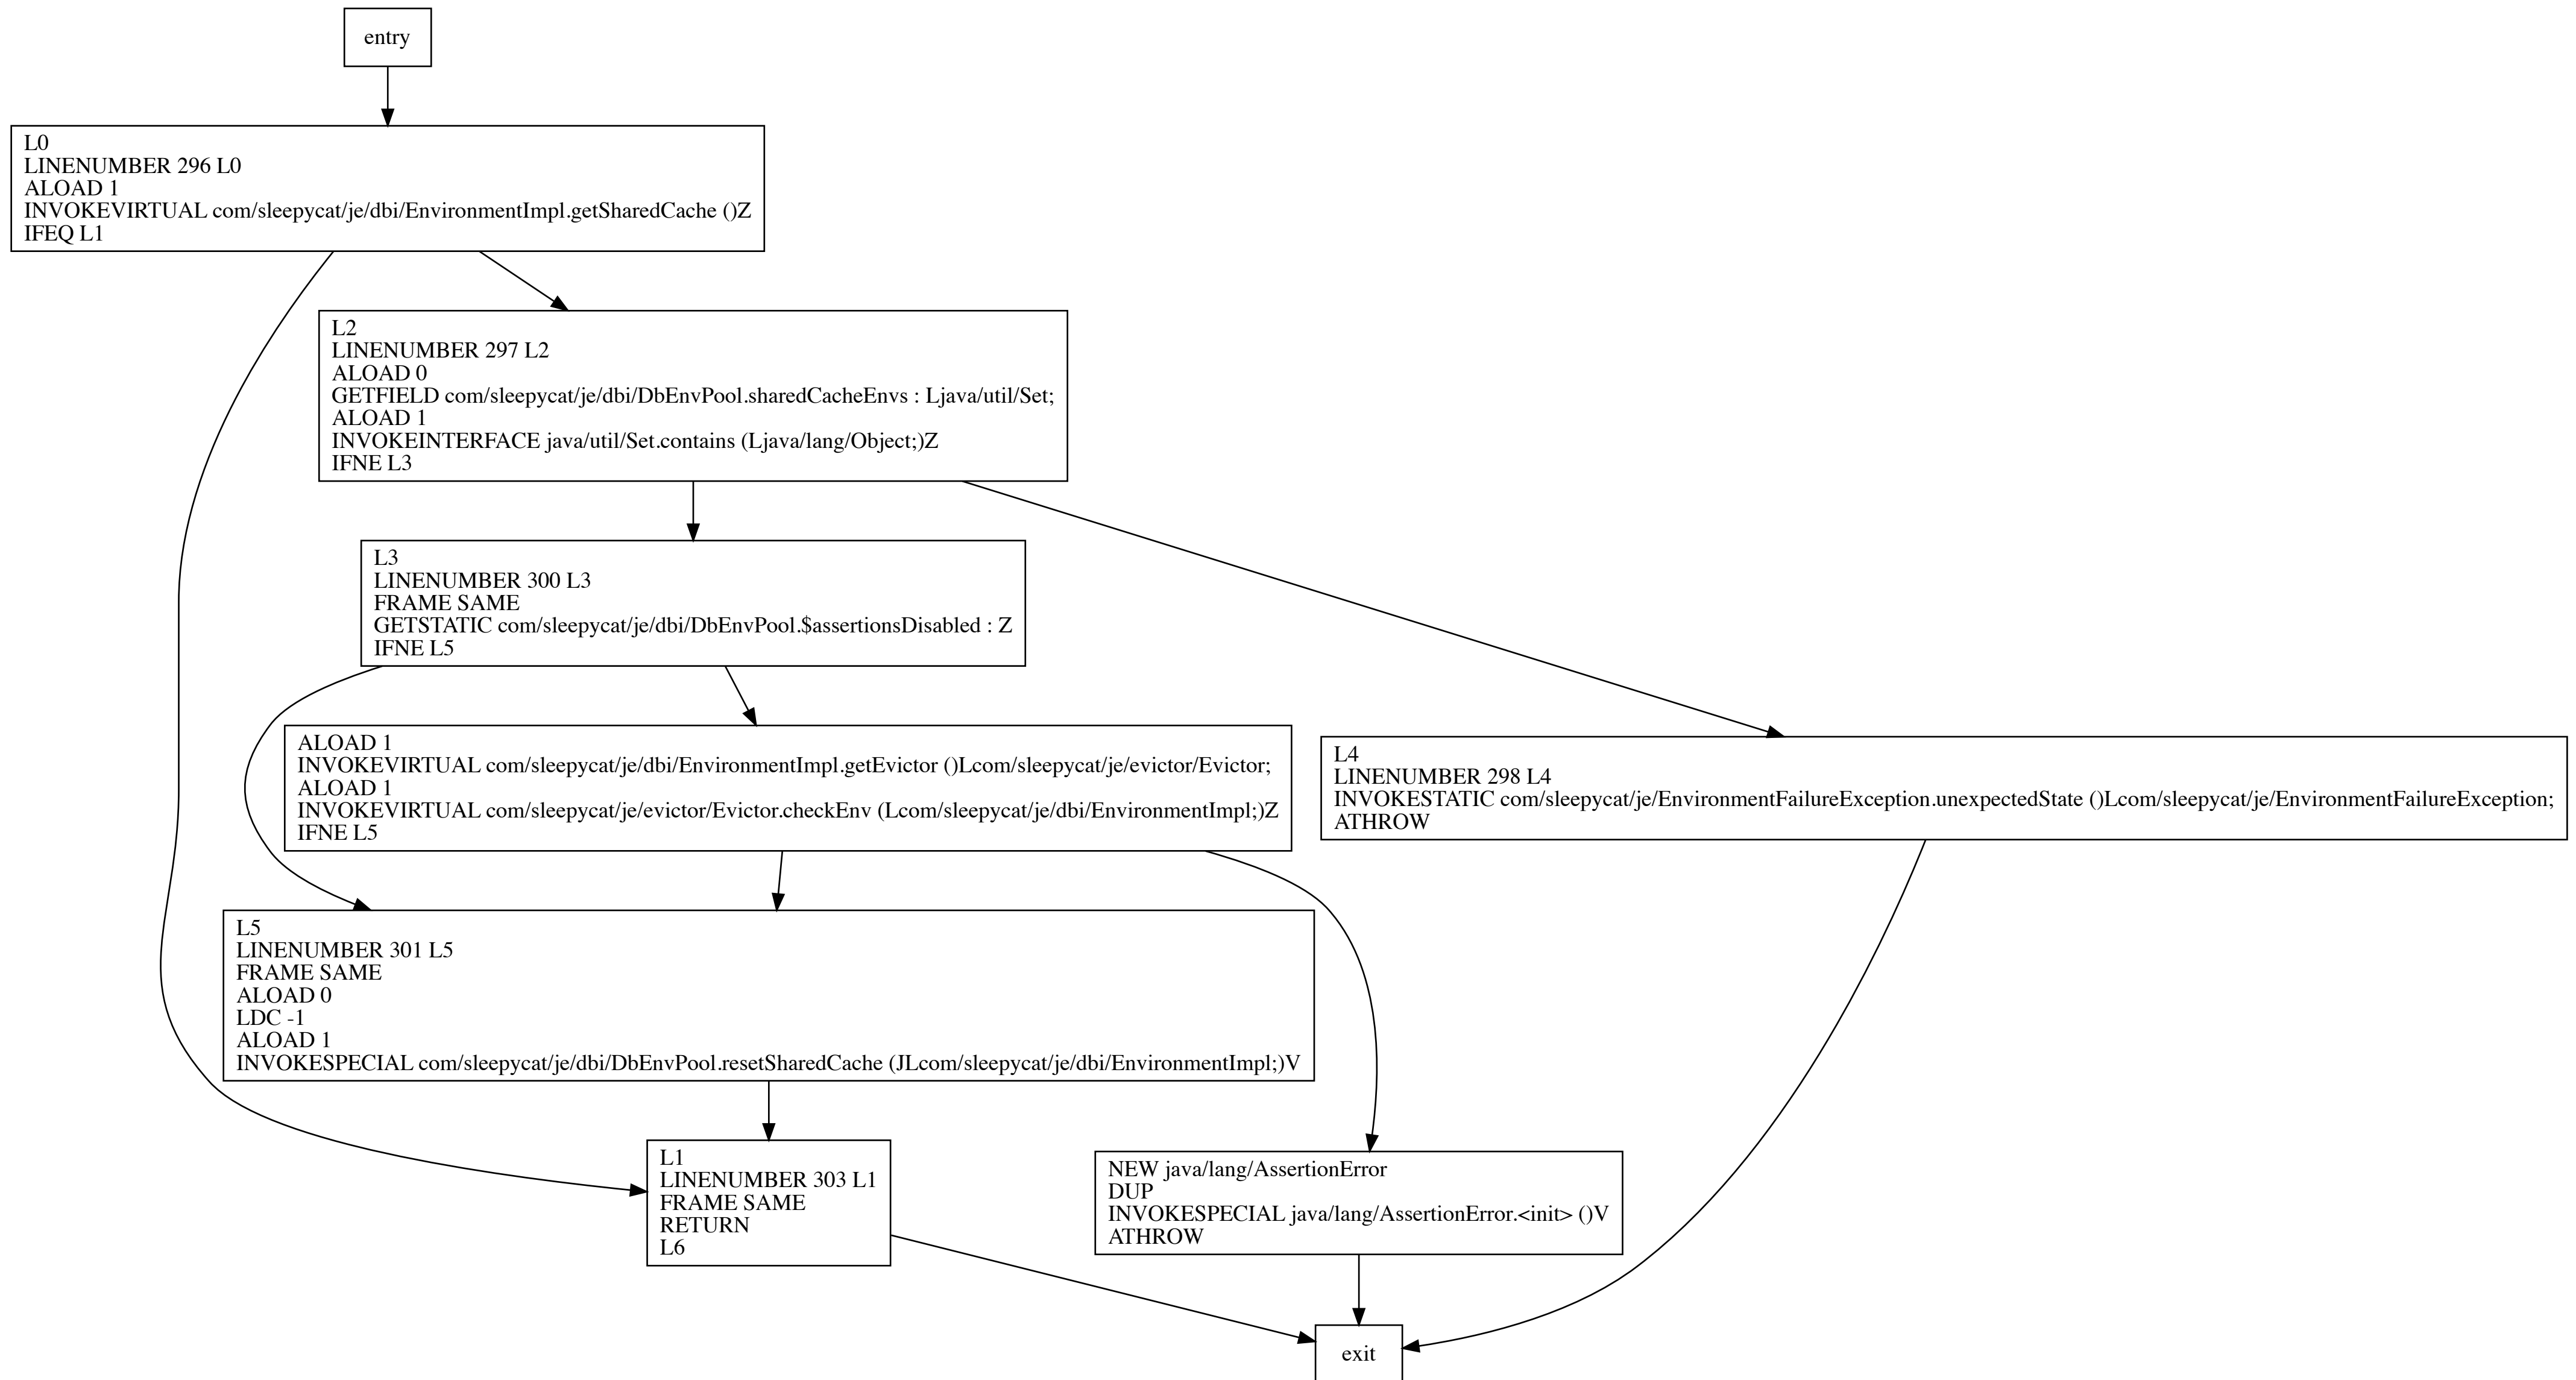 entry
L0
LINENUMBER 296 L0
ALOAD 1
INVOKEVIRTUAL com/sleepycat/je/dbi/EnvironmentImpl.getSharedCache ()Z
IFEQ L1
L2
LINENUMBER 297 L2
ALOAD 0
GETFIELD com/sleepycat/je/dbi/DbEnvPool.sharedCacheEnvs : Ljava/util/Set;
ALOAD 1
INVOKEINTERFACE java/util/Set.contains (Ljava/lang/Object;)Z
IFNE L3
L3
LINENUMBER 300 L3
FRAME SAME
GETSTATIC com/sleepycat/je/dbi/DbEnvPool.$assertionsDisabled : Z
IFNE L5
ALOAD 1
INVOKEVIRTUAL com/sleepycat/je/dbi/EnvironmentImpl.getEvictor ()Lcom/sleepycat/je/evictor/Evictor;
ALOAD 1
INVOKEVIRTUAL com/sleepycat/je/evictor/Evictor.checkEnv (Lcom/sleepycat/je/dbi/EnvironmentImpl;)Z
IFNE L5
L4
LINENUMBER 298 L4
INVOKESTATIC com/sleepycat/je/EnvironmentFailureException.unexpectedState ()Lcom/sleepycat/je/EnvironmentFailureException;
ATHROW
L5
LINENUMBER 301 L5
FRAME SAME
ALOAD 0
LDC -1
ALOAD 1
INVOKESPECIAL com/sleepycat/je/dbi/DbEnvPool.resetSharedCache (JLcom/sleepycat/je/dbi/EnvironmentImpl;)V
L1
LINENUMBER 303 L1
FRAME SAME
RETURN
L6
NEW java/lang/AssertionError
DUP
INVOKESPECIAL java/lang/AssertionError.<init> ()V
ATHROW
exit